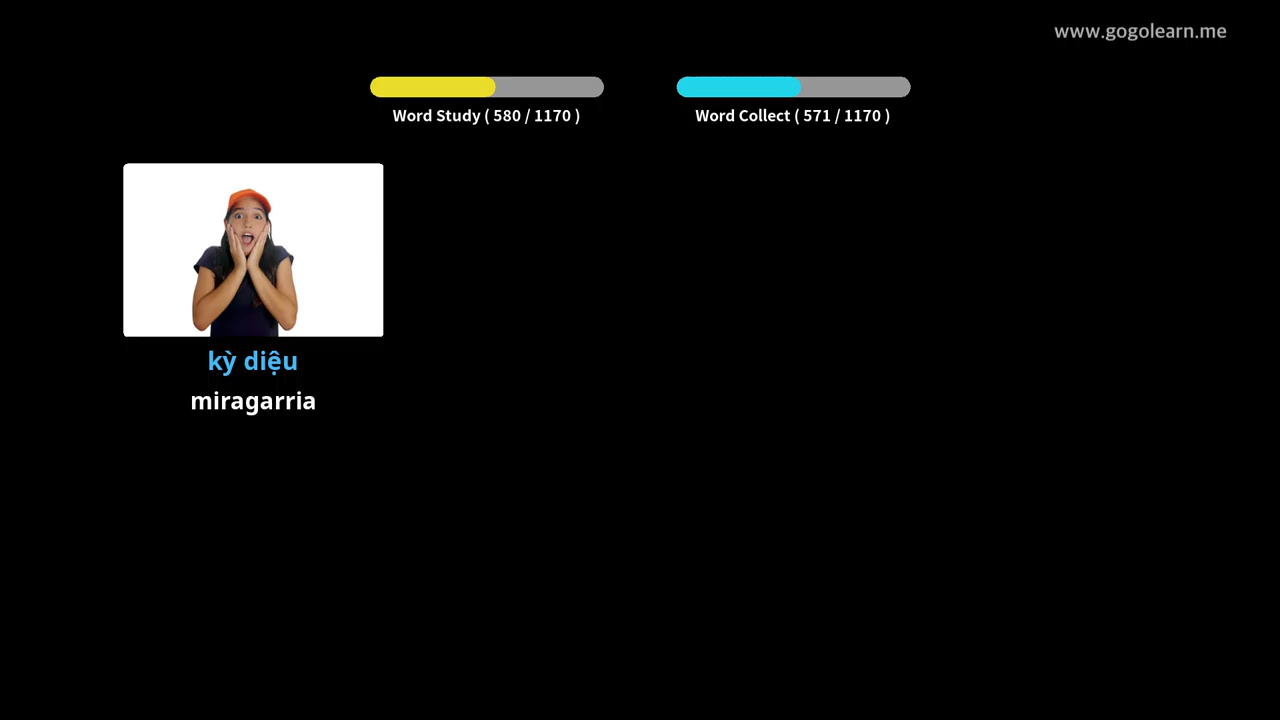 www.gogolearn.me
Word Study ( 580 / 1170 )
Word Collect ( 571 / 1170 )
kỳ diệu
miragarria